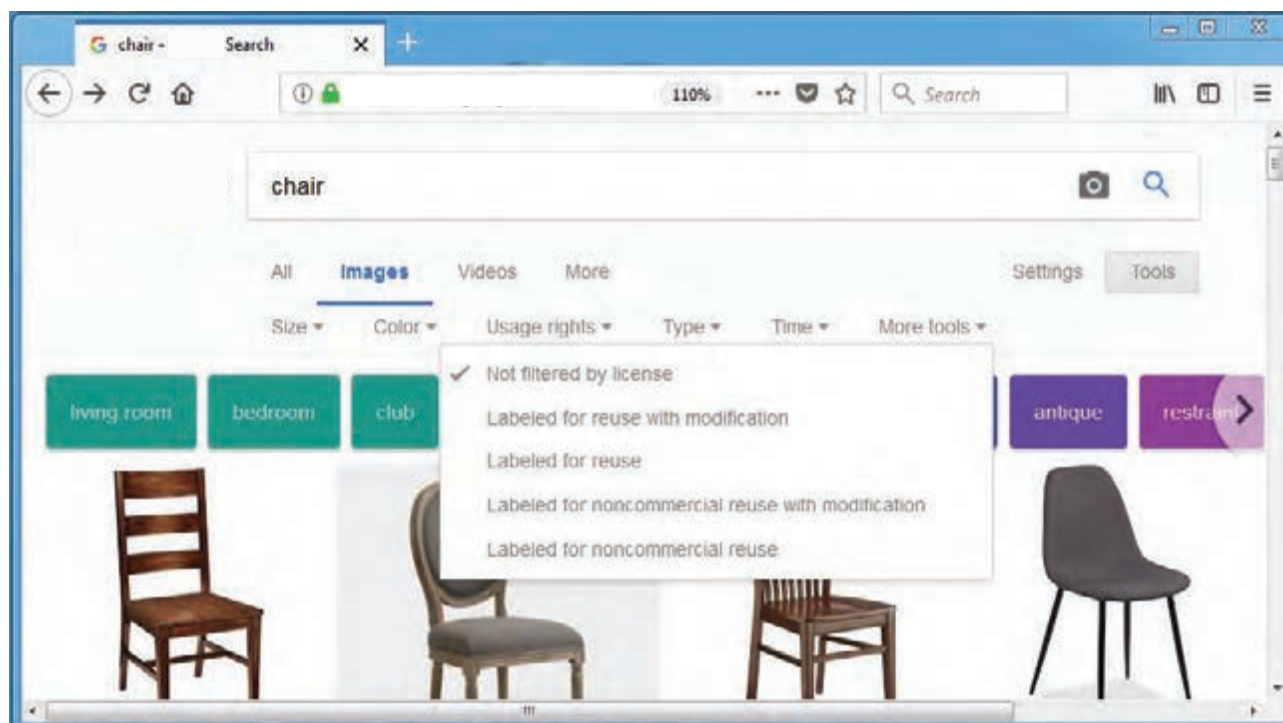 chair - Search
110% ... Search
chair
All Images Videos More Settings Tools
Size Color Usage rights Type Time More tools
Not filtered by license
living room bedroom club antique
Labeled for reuse with modification
Labeled for reuse
Labeled for noncommercial reuse with modification
Labeled for noncommercial reuse